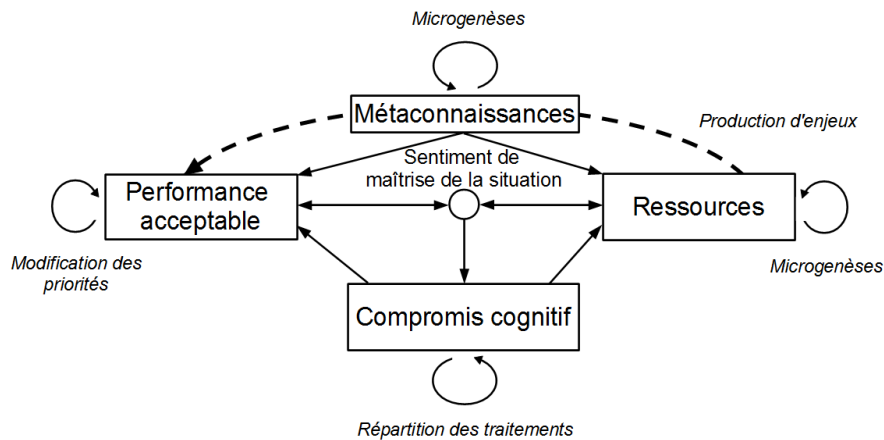 Microgenèses
Métaconnaissances
Production d'enjeux
Sentiment de
maîtrise de la situation
Performance
acceptable
Ressources
Modification des
priorités
Microgenèses
Compromis cognitif
Répartition des traitements